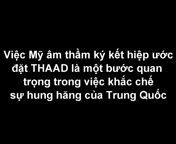 Việc Mỹ âm thầm ký kết hiệp ước
đặt THAAD là một bước quan
trọng trong việc khắc chế
sự hung hăng của Trung Quốc